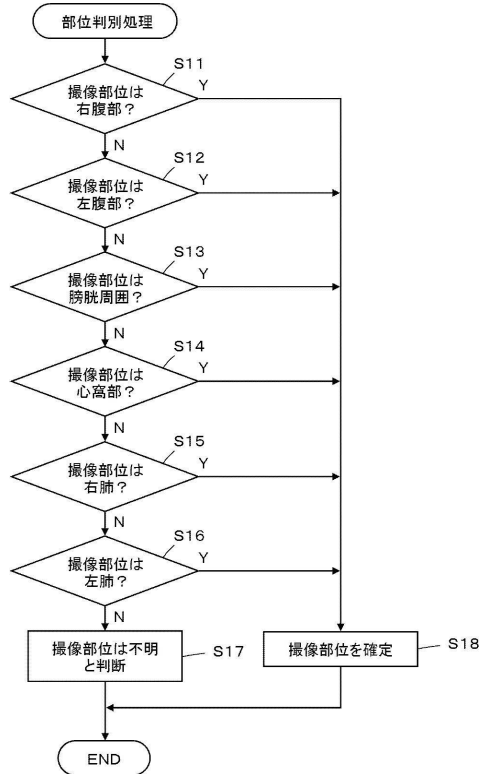 部位判別処理
S11
Y
撮像部位は
右腹部？
N
S12
Y
撮像部位は
左腹部？
N
S13
Y
撮像部位は
膀胱周囲？
N
S14
Y
撮像部位は
心窩部？
N
S15
Y
撮像部位は
右肺？
N
S16
Y
撮像部位は
左肺？
N
撮像部位は不明
と判断
S17
撮像部位を確定
S18
END